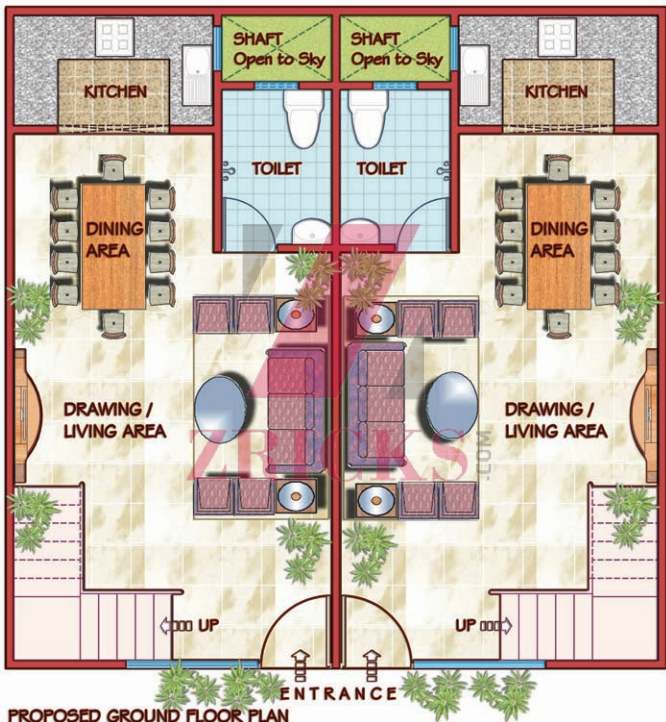 SHAFT
Open to Sky
SHAFT
Open to Sky
KITCHEN
KITCHEN
TOILET
TOILET
DINING
AREA
DINING
AREA
DRAWING /
LIVING AREA
DRAWING /
LIVING AREA
ZRICKS
.COM
UP
UP
ENTRANCE
PROPOSED GROUND FLOOR PLAN